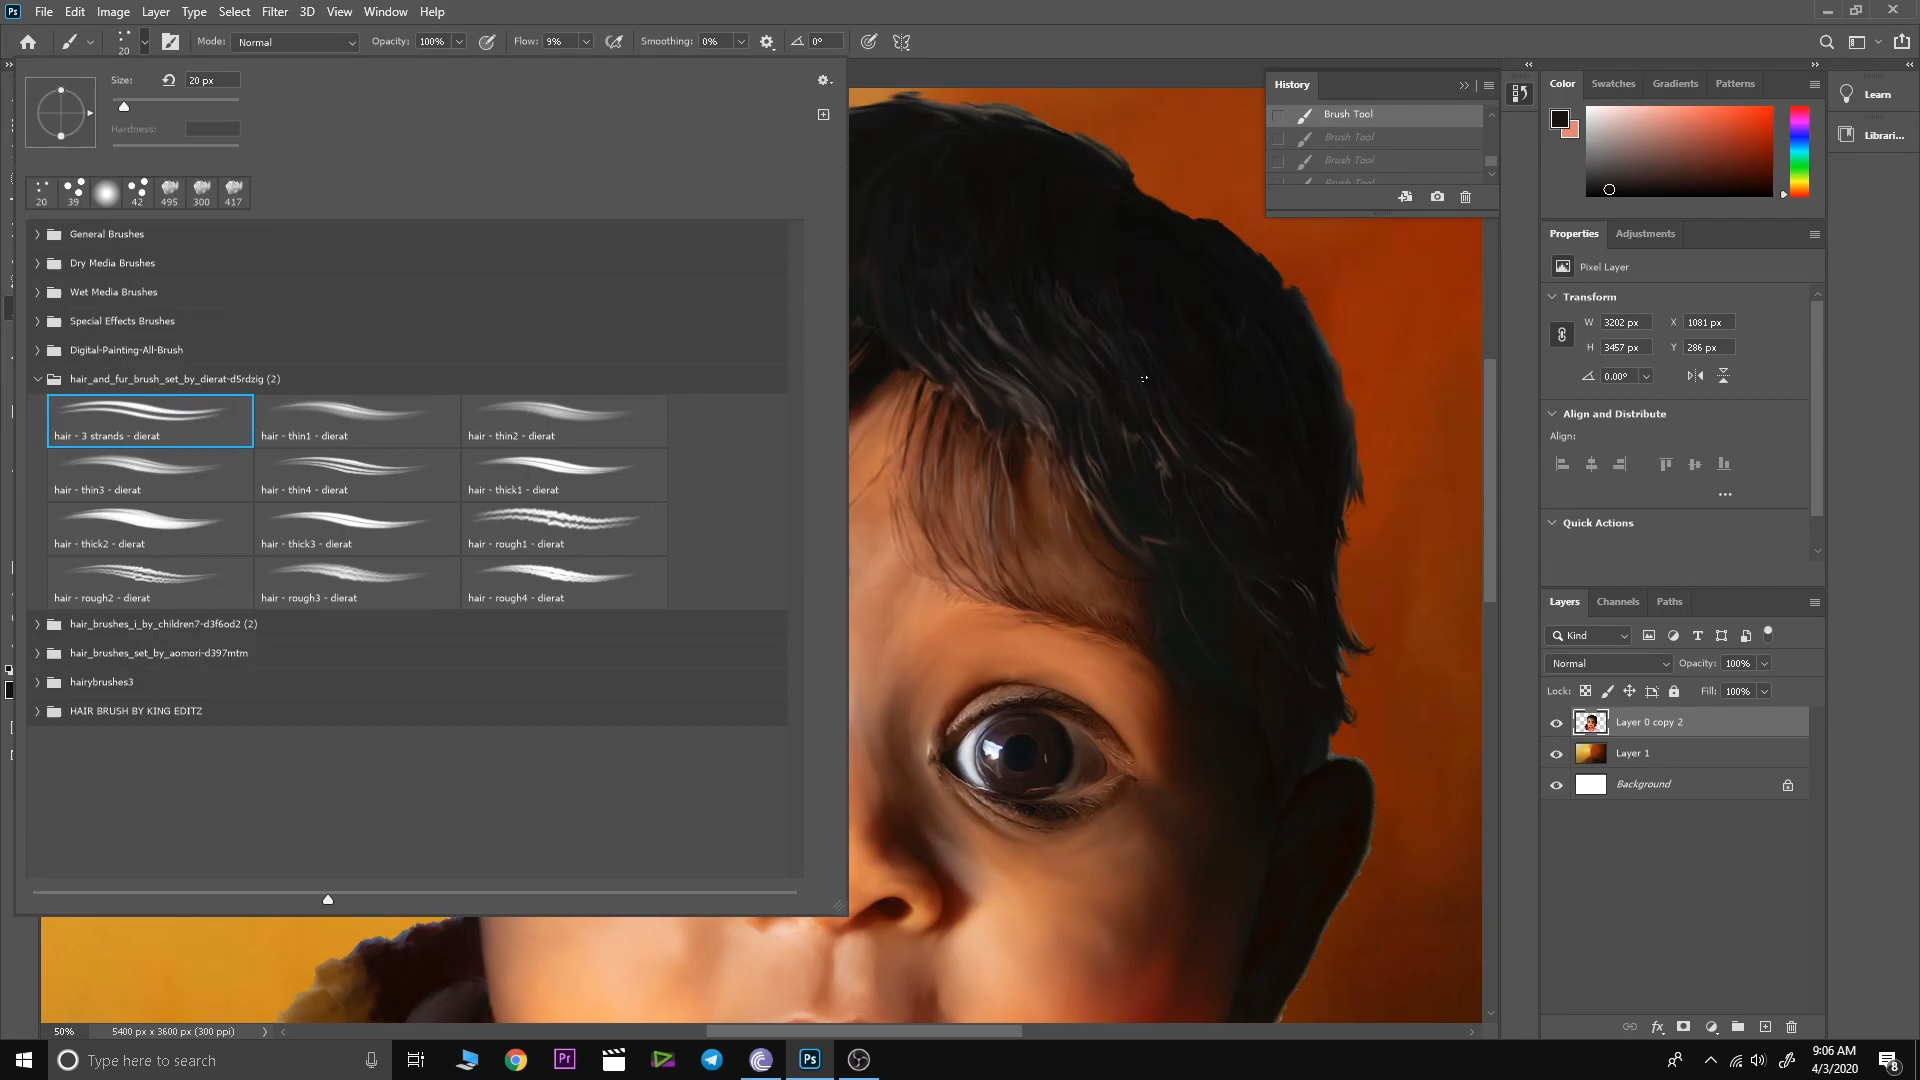 File Edit Image Layer Type Select Filter 3D View Window Help
20 Mode: Normal Opacity: 100% Flow: 9% Smoothing: 0% 0°
Size: 20 px
Hardness:
20 39 42 495 300 417
General Brushes
Dry Media Brushes
Wet Media Brushes
Special Effects Brushes
Digital-Painting-All-Brush
hair_and_fur_brush_set_by_dierat-d5rdzig (2)
hair - 3 strands - dierat hair - thin1 - dierat hair - thin2 - dierat
hair - thin3 - dierat hair - thin4 - dierat hair - thick1 - dierat
hair - thick2 - dierat hair - thick3 - dierat hair - rough1 - dierat
hair - rough2 - dierat hair - rough3 - dierat hair - rough4 - dierat
hair_brushes_i_by_children7-d3f6od2 (2)
hair_brushes_set_by_aomori-d397mtm
hairybrushes3
HAIR BRUSH BY KING EDITZ
History
Brush Tool
Brush Tool
Brush Tool
Brush Tool
Color Swatches Gradients Patterns
Learn
Librari...
Properties Adjustments
Pixel Layer
Transform
W 3202 px X 1081 px
H 3457 px Y 286 px
0.00°
Align and Distribute
Align:
Quick Actions
Layers Channels Paths
Kind
Normal Opacity: 100%
Lock: Fill: 100%
Layer 0 copy 2
Layer 1
Background
50% 5400 px x 3600 px (300 ppi)
Type here to search
Pr
Ps
9:06 AM
4/3/2020
8